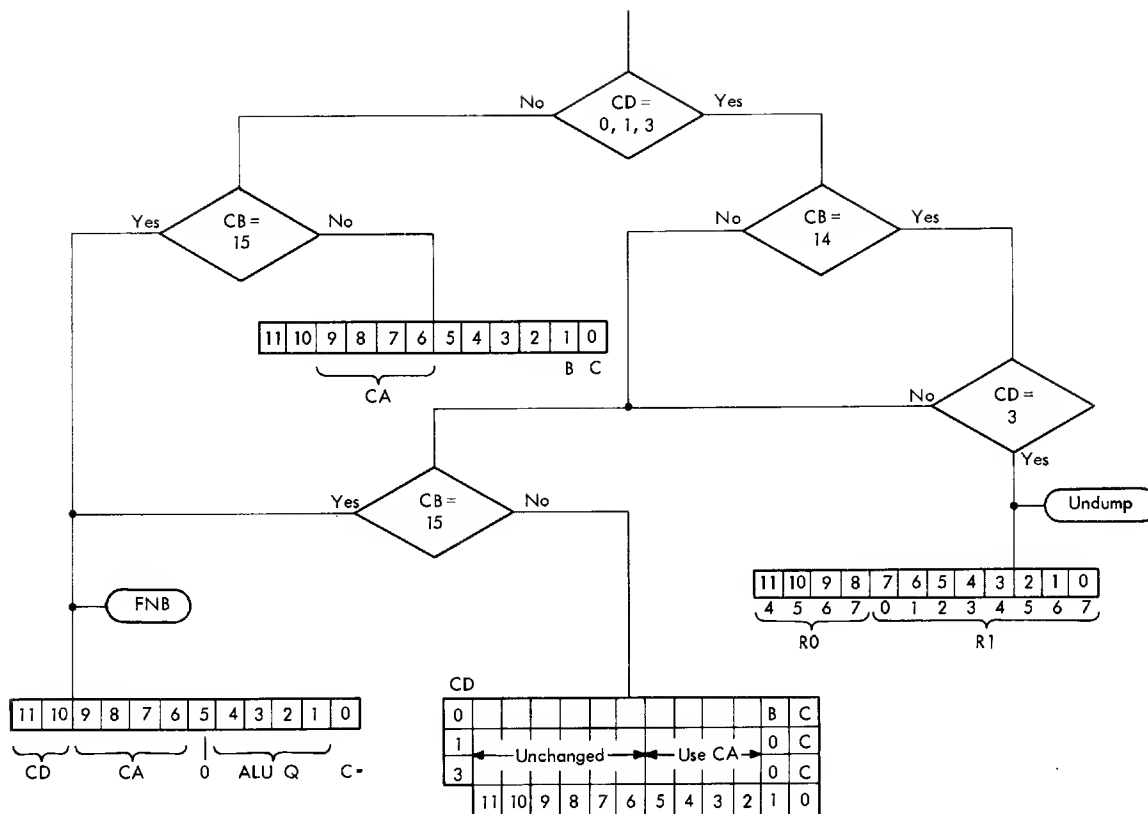 CD =
0, 1, 3
No
Yes
CB =
15
Yes
No
CB =
14
No
Yes
11 10 9 8 7 6 5 4 3 2 1 0
B C
CA
CD =
3
No
Yes
CB =
15
Yes
No
Undump
11 10 9 8 7 6 5 4 3 2 1 0
4 5 6 7 0 1 2 3 4 5 6 7
R0 R1
FNB
11 10 9 8 7 6 5 4 3 2 1 0
CD CA 0 ALU Q C=
CD
0 B C
1 0 C
Unchanged Use CA
3 0 C
11 10 9 8 7 6 5 4 3 2 1 0